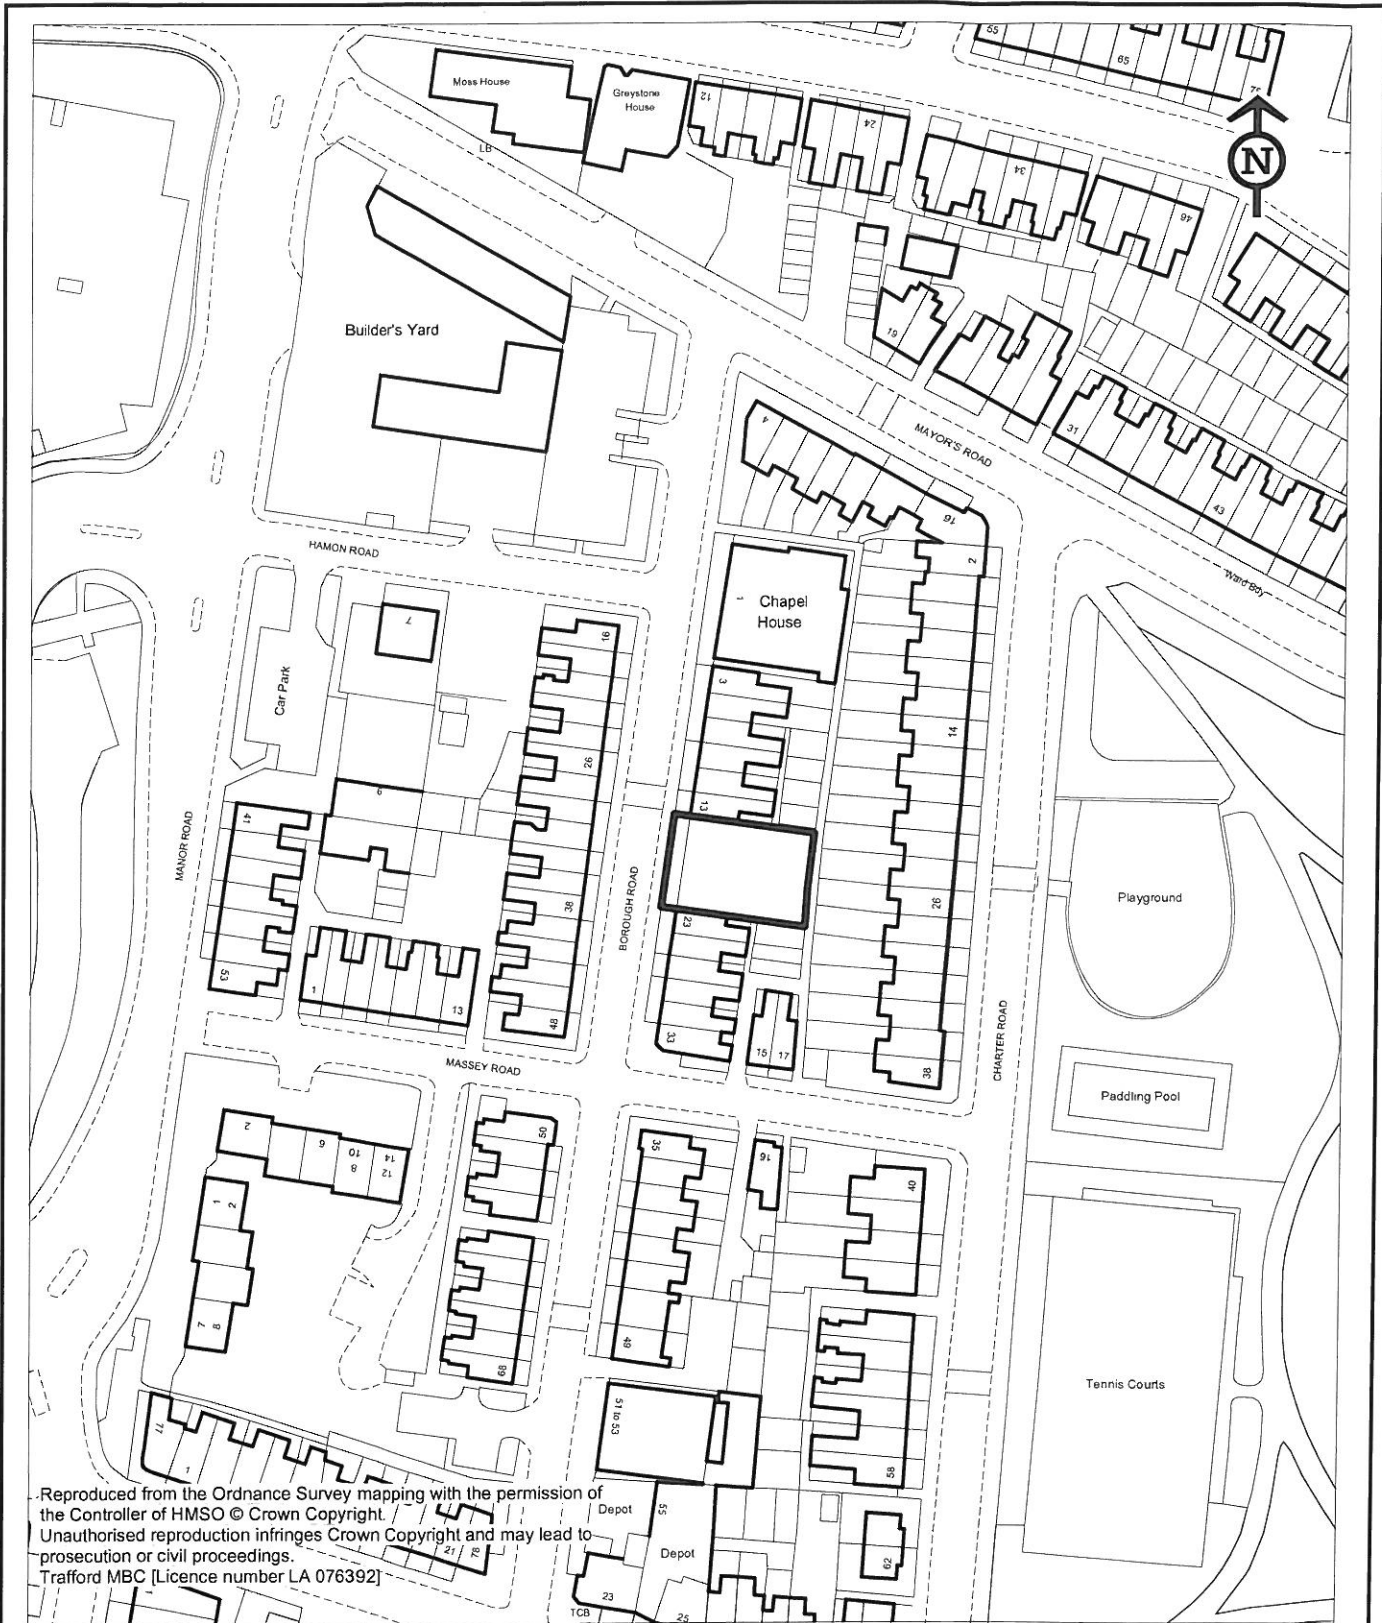 55
65
75
Moss House
Greystone
House
12
24
34
46
LB
N
19
Builder's Yard
MAYOR'S ROAD
31
43
4
16
2
Ward Bdy
HAMON ROAD
7
16
Chapel
House
1
3
Car Park
14
26
9
13
41
MANOR ROAD
38
BOROUGH ROAD
23
26
Playground
53
1
13
48
33
15
17
38
CHARTER ROAD
MASSEY ROAD
Paddling Pool
2
6
10
8
14
12
50
35
16
40
1
2
7
8
49
68
Tennis Courts
51 to 53
58
77
1
Reproduced from the Ordnance Survey mapping with the permission of
the Controller of HMSO © Crown Copyright.
Unauthorised reproduction infringes Crown Copyright and may lead to
prosecution or civil proceedings.
Trafford MBC [Licence number LA 076392]
21
78
Depot
55
Depot
62
23
TCB
25